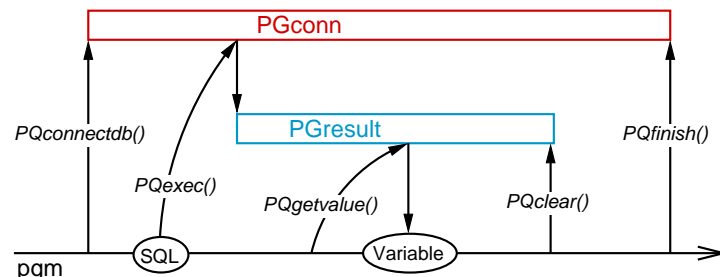 PGconn
PGresult
PQconnectdb()
PQfinish()
PQexec()
PQgetvalue()
PQclear()
SQL
Variable
pgm